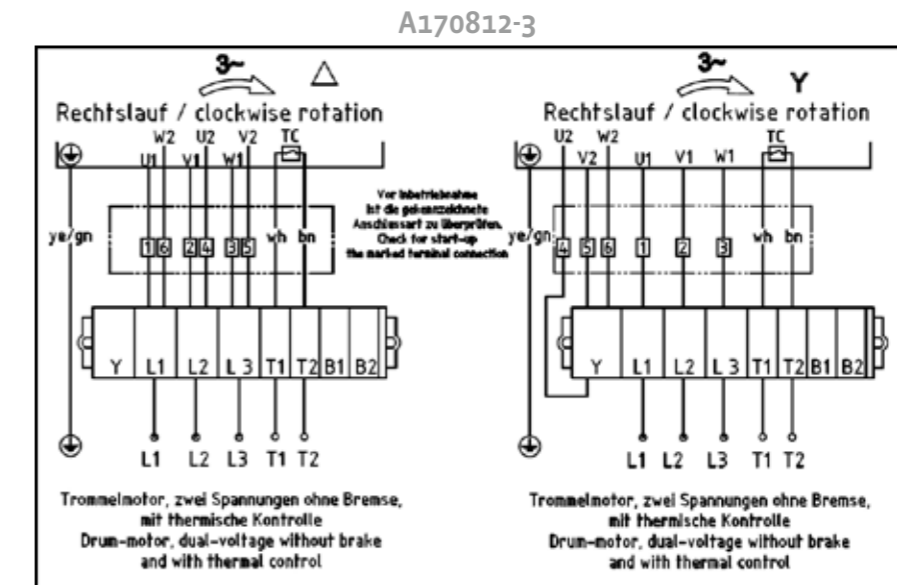 A170812-3
3~ △
Rechtslauf / clockwise rotation
W2 U2 V2 TC
U1 V1 W1
ye/gn
1 6 2 4 3 5 wh bn
Y L1 L2 L 3 T1 T2 B1 B2
L1 L2 L3 T1 T2
Trommelmotor, zwei Spannungen ohne Bremse,
mit thermische Kontrolle
Drum-motor, dual-voltage without brake
and with thermal control
Vor Inbetriebnahme
ist die gekennzeichnete
Anschlussart zu überprüfen.
Check for start-up
the marked terminal connection
3~ Y
Rechtslauf / clockwise rotation
U2 W2 TC
V2 U1 V1 W1
ye/gn
4 5 6 1 2 3 wh bn
Y L1 L2 L 3 T1 T2 B1 B2
L1 L2 L3 T1 T2
Trommelmotor, zwei Spannungen ohne Bremse,
mit thermische Kontrolle
Drum-motor, dual-voltage without brake
and with thermal control